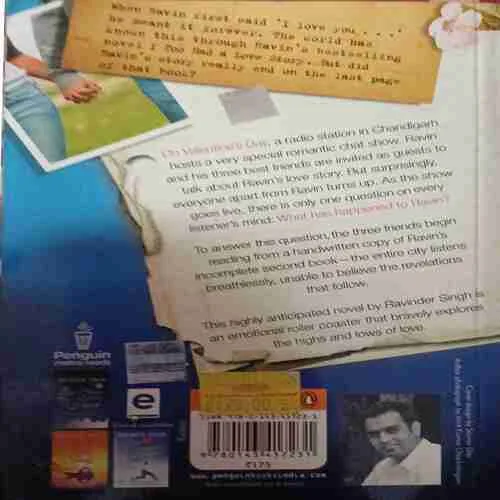 When Ravin first said 'I love you . . .'
he meant it forever. The world has
known this through Ravin's bestselling
novel I Too Had a Love Story. But did
Ravin's story really end on the last page
of that book?
On Valentine's Day, a radio station in Chandigarh
hosts a very special romantic chat show. Ravin
and his three best friends are invited as guests to
talk about Ravin's love story. But surprisingly,
everyone apart from Ravin turns up. As the show
goes live, there is only one question on every
listener's mind: What has happened to Ravin?
To answer this question, the three friends begin
reading from a handwritten copy of Ravin's
incomplete second book—the entire city listens
breathlessly, unable to believe the revelations
that follow.
This highly anticipated novel by Ravinder Singh is
an emotional roller coaster that bravely explores
the highs and lows of love.
Penguin
metro reads
e
₹175
www.penguinbooksindia.com